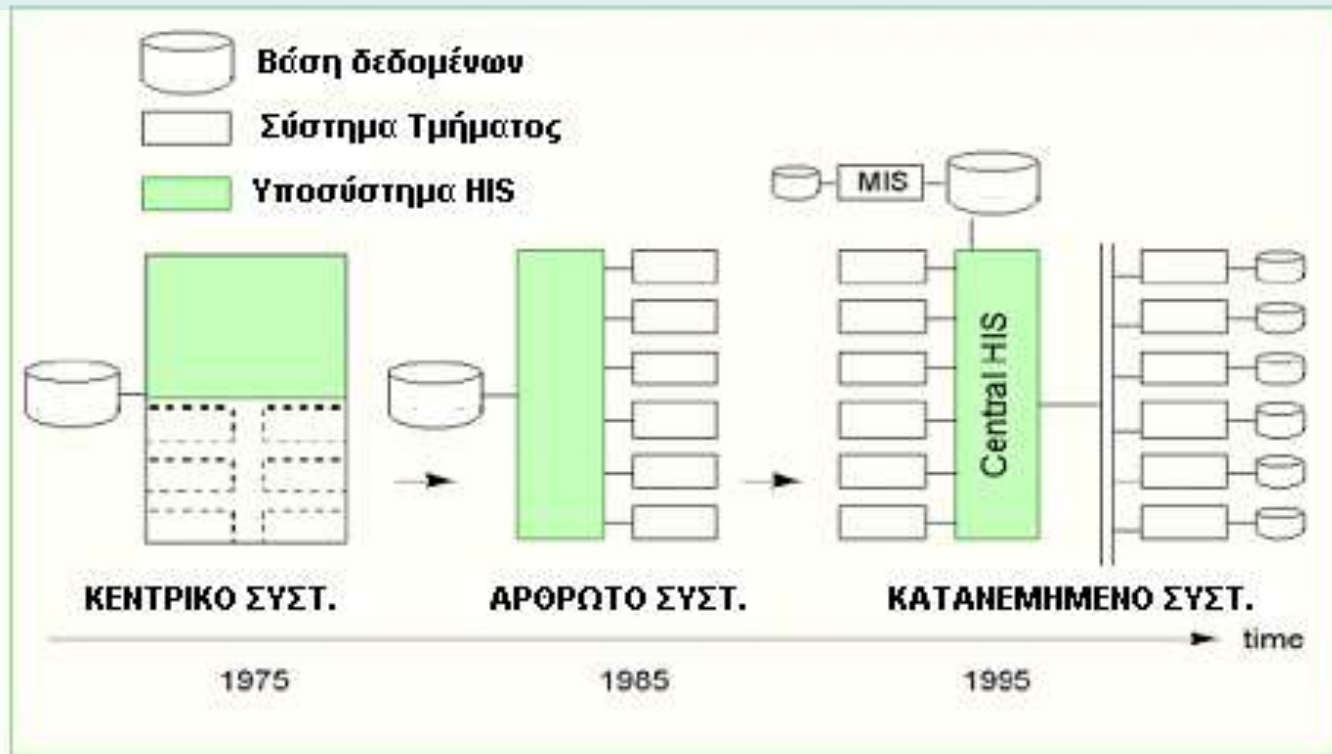 Βάση δεδομένων
Σύστημα Τμήματος
Υποσύστημα HIS
MIS
Central HIS
ΚΕΝΤΡΙΚΟ ΣΥΣΤ.
ΑΡΘΡΩΤΟ ΣΥΣΤ.
ΚΑΤΑΝΕΜΗΜΕΝΟ ΣΥΣΤ.
time
1975
1985
1995